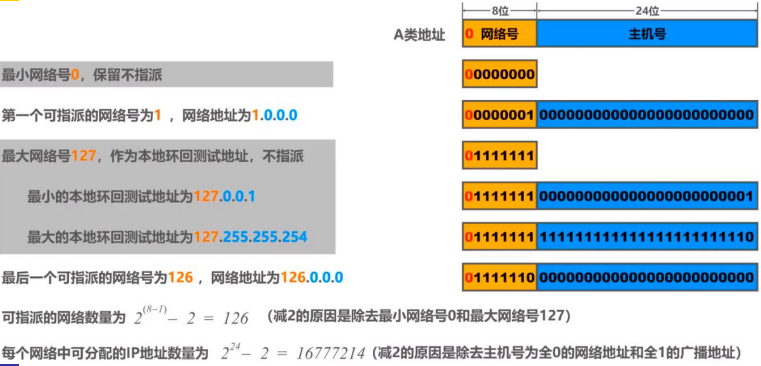 8位 24位
A类地址 0 网络号 主机号
最小网络号0，保留不指派 00000000
第一个可指派的网络号为1 ，网络地址为1.0.0.0 00000001 000000000000000000000000
最大网络号127，作为本地环回测试地址，不指派 01111111
最小的本地环回测试地址为127.0.0.1 01111111 000000000000000000000001
最大的本地环回测试地址为127.255.255.254 01111111 111111111111111111111110
最后一个可指派的网络号为126 ，网络地址为126.0.0.0 01111110 000000000000000000000000
可指派的网络数量为 2^(8-1) - 2 = 126 （减2的原因是除去最小网络号0和最大网络号127）
每个网络中可分配的IP地址数量为 2^24 - 2 = 16777214（减2的原因是除去主机号为全0的网络地址和全1的广播地址）